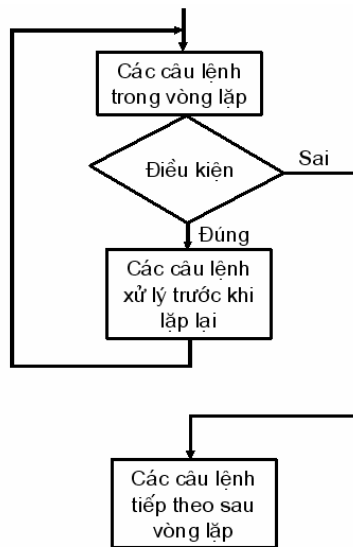 Các câu lệnh
trong vòng lặp
Điều kiện
Sai
Đúng
Các câu lệnh
xử lý trước khi
lặp lại
Các câu lệnh
tiếp theo sau
vòng lặp